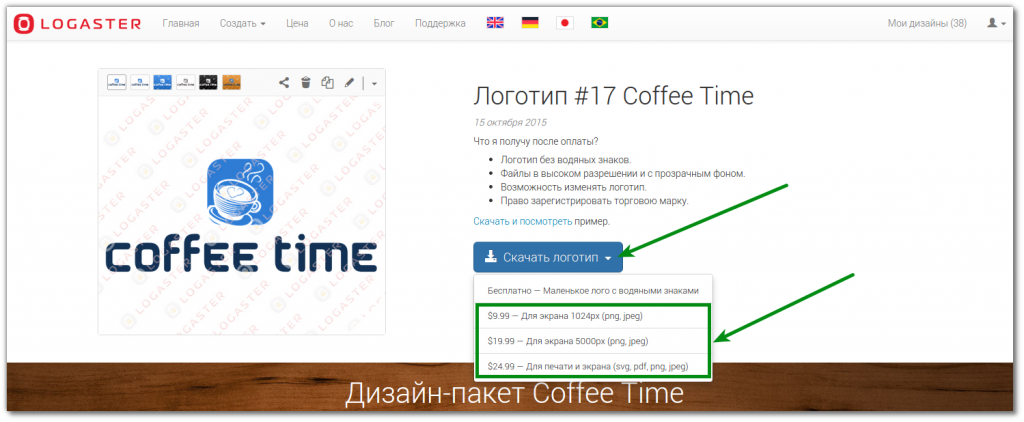 LOGASTER
Главная Создать Цена О нас Блог Поддержка Мои дизайны (38)
Логотип #17 Coffee Time
15 октября 2015
Что я получу после оплаты?
Логотип без водяных знаков.
Файлы в высоком разрешении и с прозрачным фоном.
Возможность изменять логотип.
Право зарегистрировать торговую марку.
Скачать и посмотреть пример.
coffee time
Скачать логотип
Бесплатно — Маленькое лого с водяными знаками
$9.99 — Для экрана 1024px (png, jpeg)
$19.99 — Для экрана 5000px (png, jpeg)
$24.99 — Для печати и экрана (svg, pdf, png, jpeg)
Дизайн-пакет Coffee Time